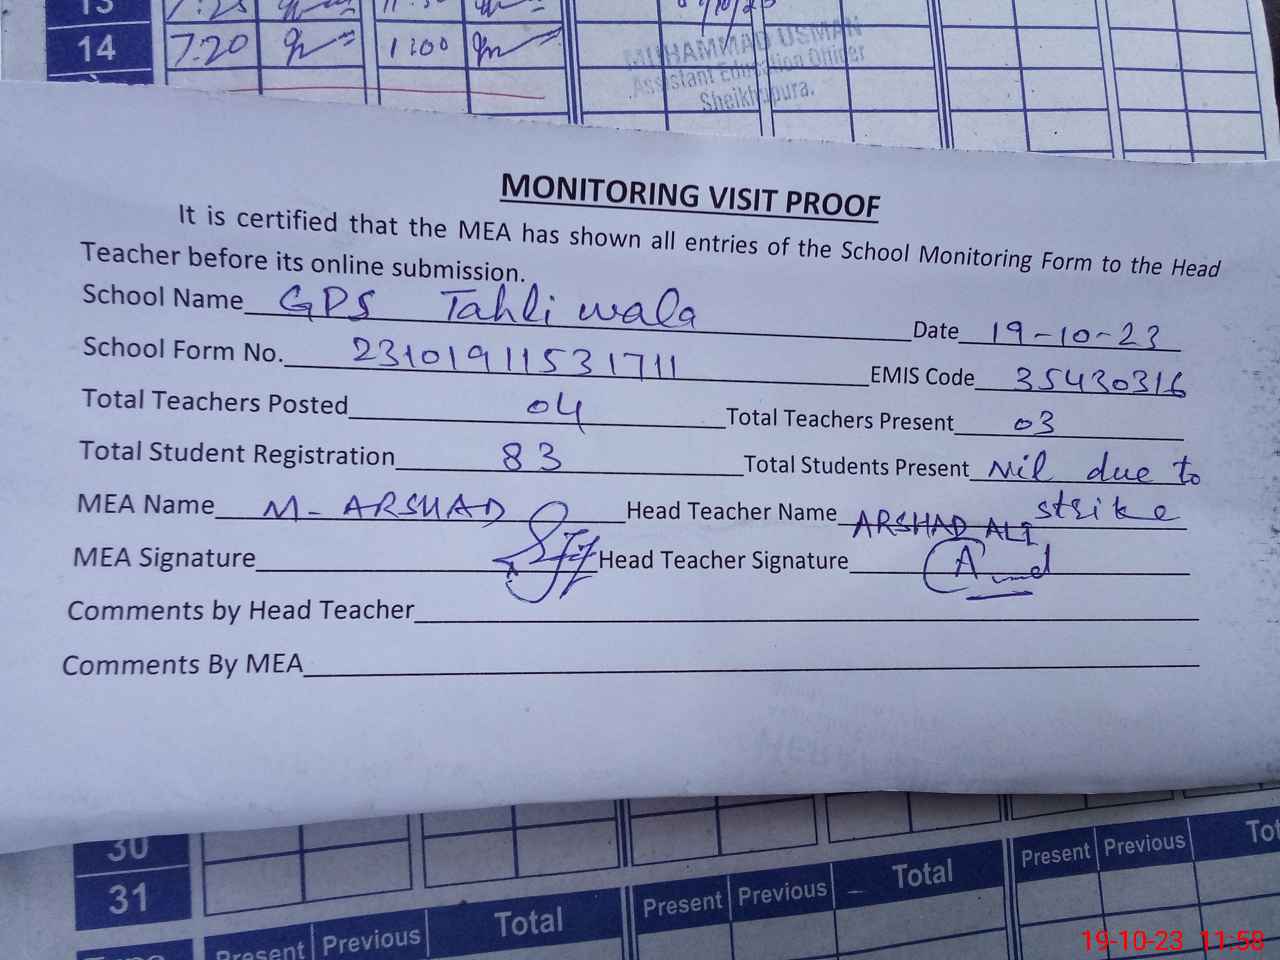 13 7:25
14 7:20 1:00
MUHAMMAD USMAN
Assistant Education Officer
Sheikhupura.
MONITORING VISIT PROOF
It is certified that the MEA has shown all entries of the School Monitoring Form to the Head
Teacher before its online submission.
School Name GPS Tahli wala Date 19-10-23
School Form No. 23101911531711 EMIS Code 35430316
Total Teachers Posted 04 Total Teachers Present 03
Total Student Registration 83 Total Students Present Nil due to
strike
MEA Name M- ARSHAD Head Teacher Name ARSHAD ALI
MEA Signature Head Teacher Signature
Comments by Head Teacher
Comments By MEA
30
31
Present Previous Total Present Previous Total Present Previous
19-10-23 11:58